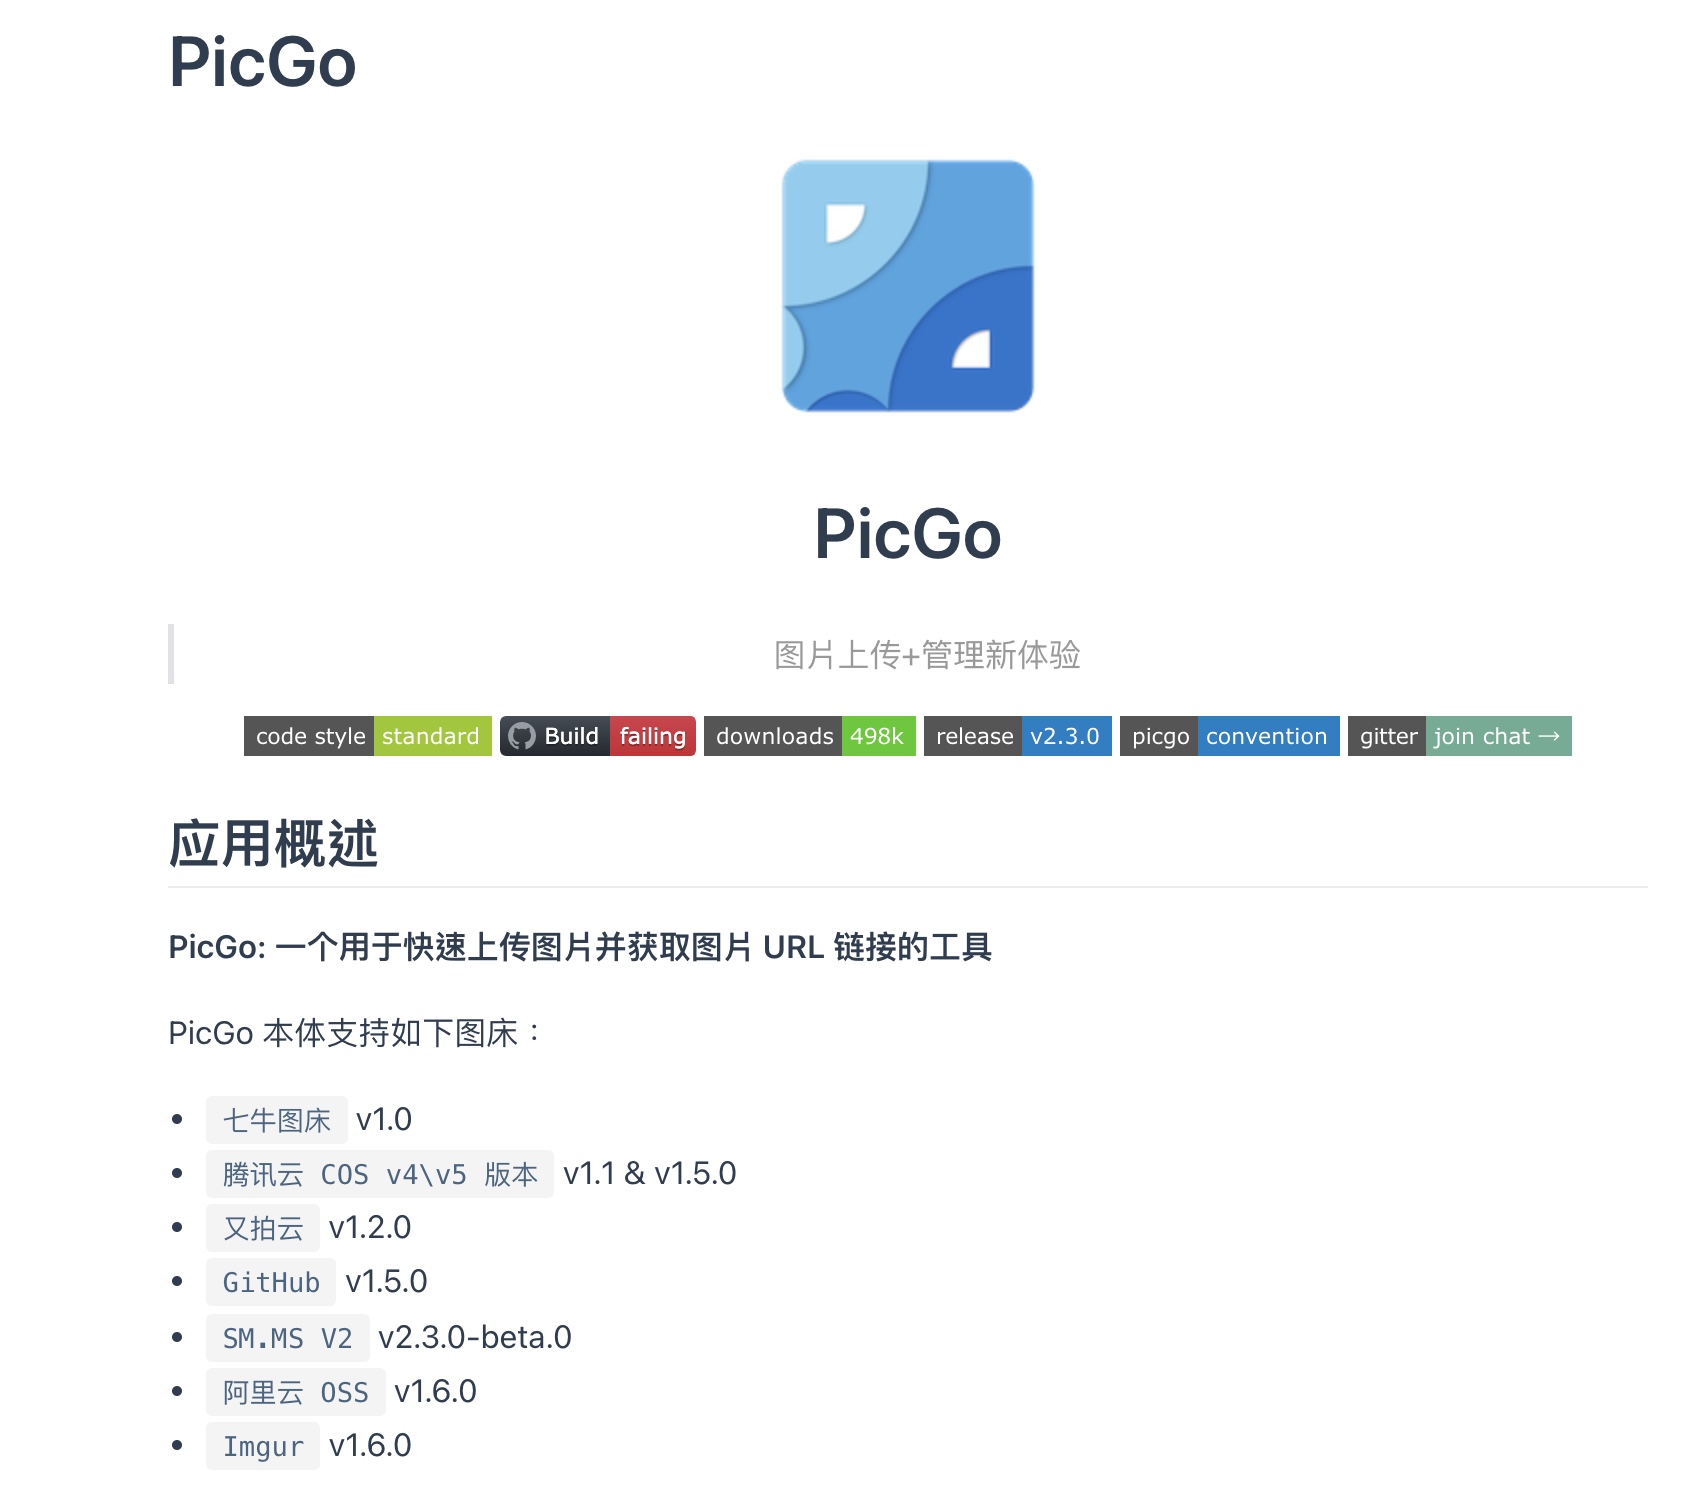 PicGo
PicGo
图片上传+管理新体验
code style standard Build failing downloads 498k release v2.3.0 picgo convention gitter join chat →
应用概述
PicGo: 一个用于快速上传图片并获取图片 URL 链接的工具
PicGo 本体支持如下图床：
• 七牛图床 v1.0
• 腾讯云 COS v4\v5 版本 v1.1 & v1.5.0
• 又拍云 v1.2.0
• GitHub v1.5.0
• SM.MS V2 v2.3.0-beta.0
• 阿里云 OSS v1.6.0
• Imgur v1.6.0